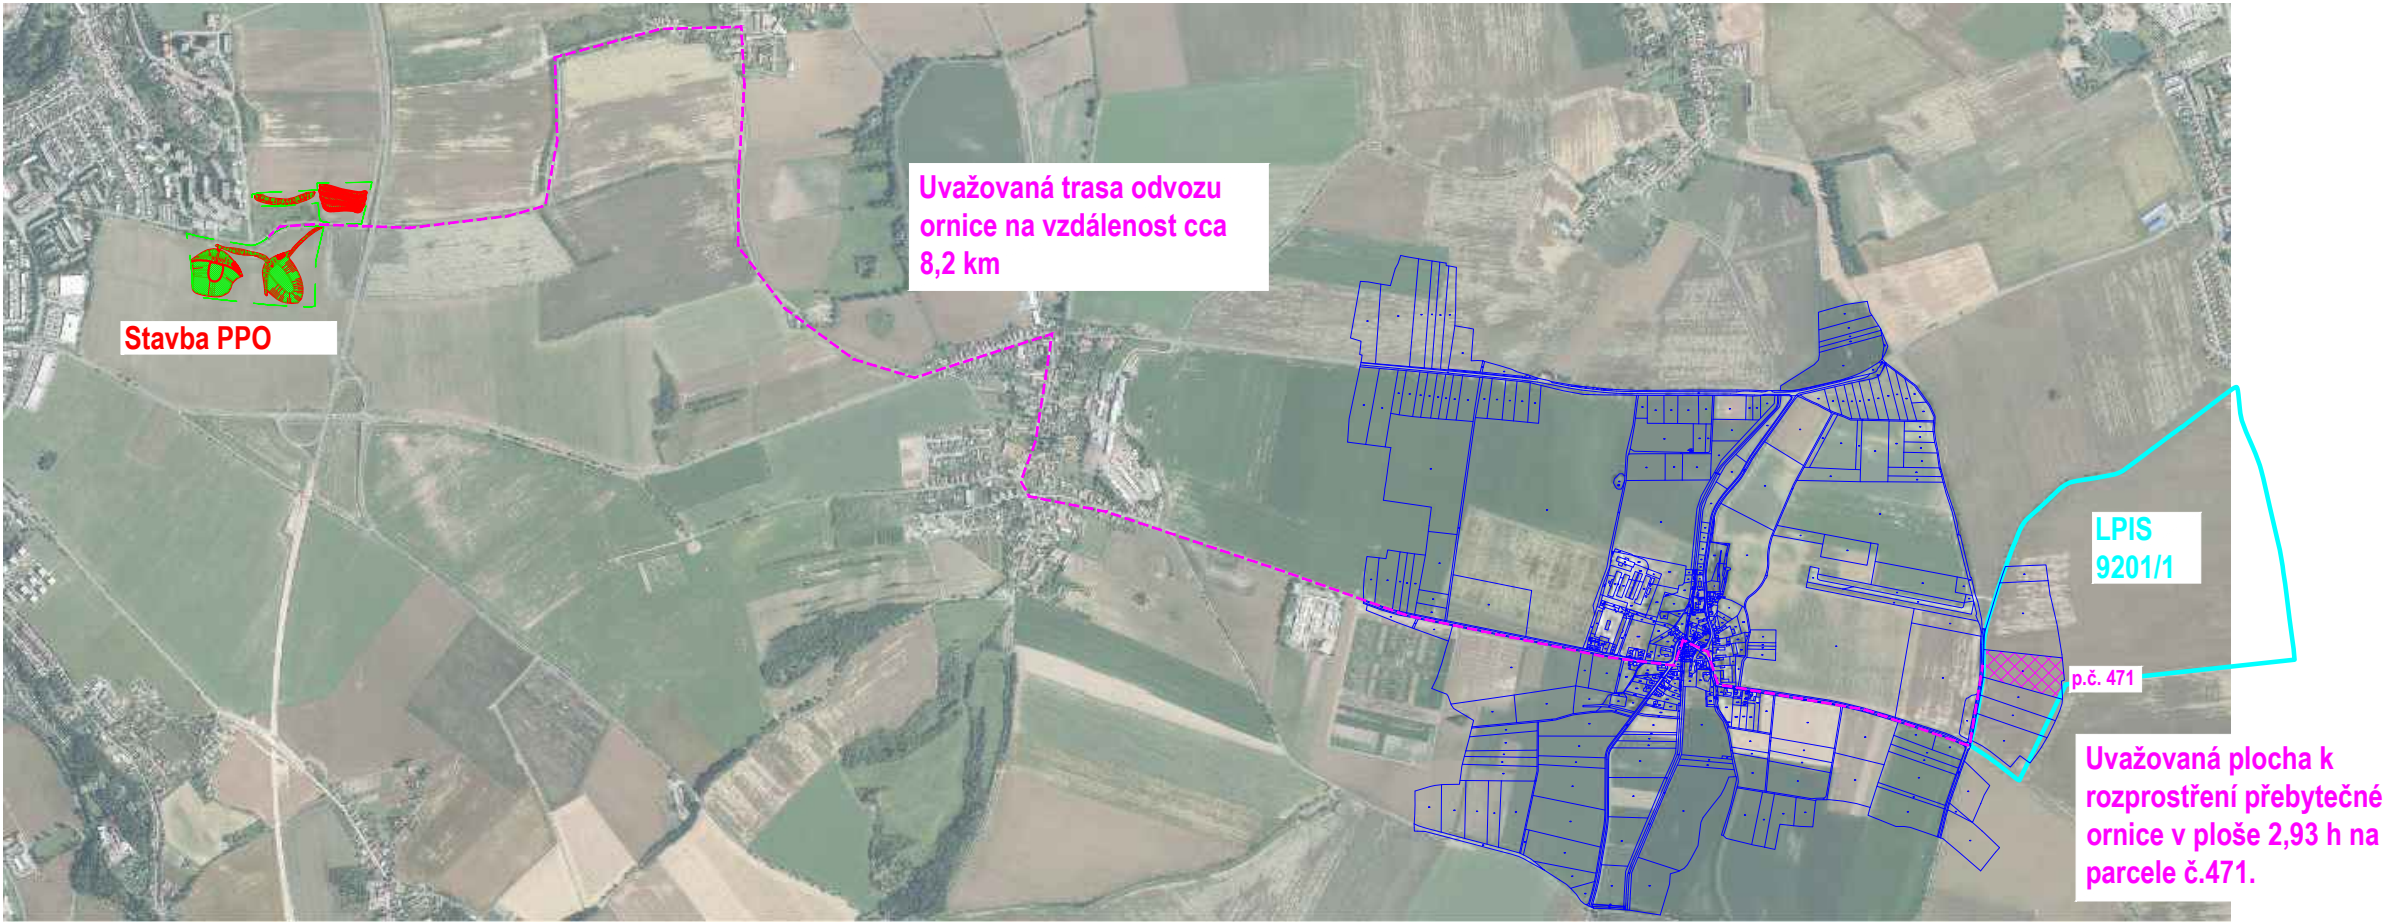 Uvažovaná trasa odvozu
ornice na vzdálenost cca
8,2 km
Stavba PPO
LPIS
9201/1
p.č. 471
Uvažovaná plocha k
rozprostření přebytečné
ornice v ploše 2,93 h na
parcele č.471.